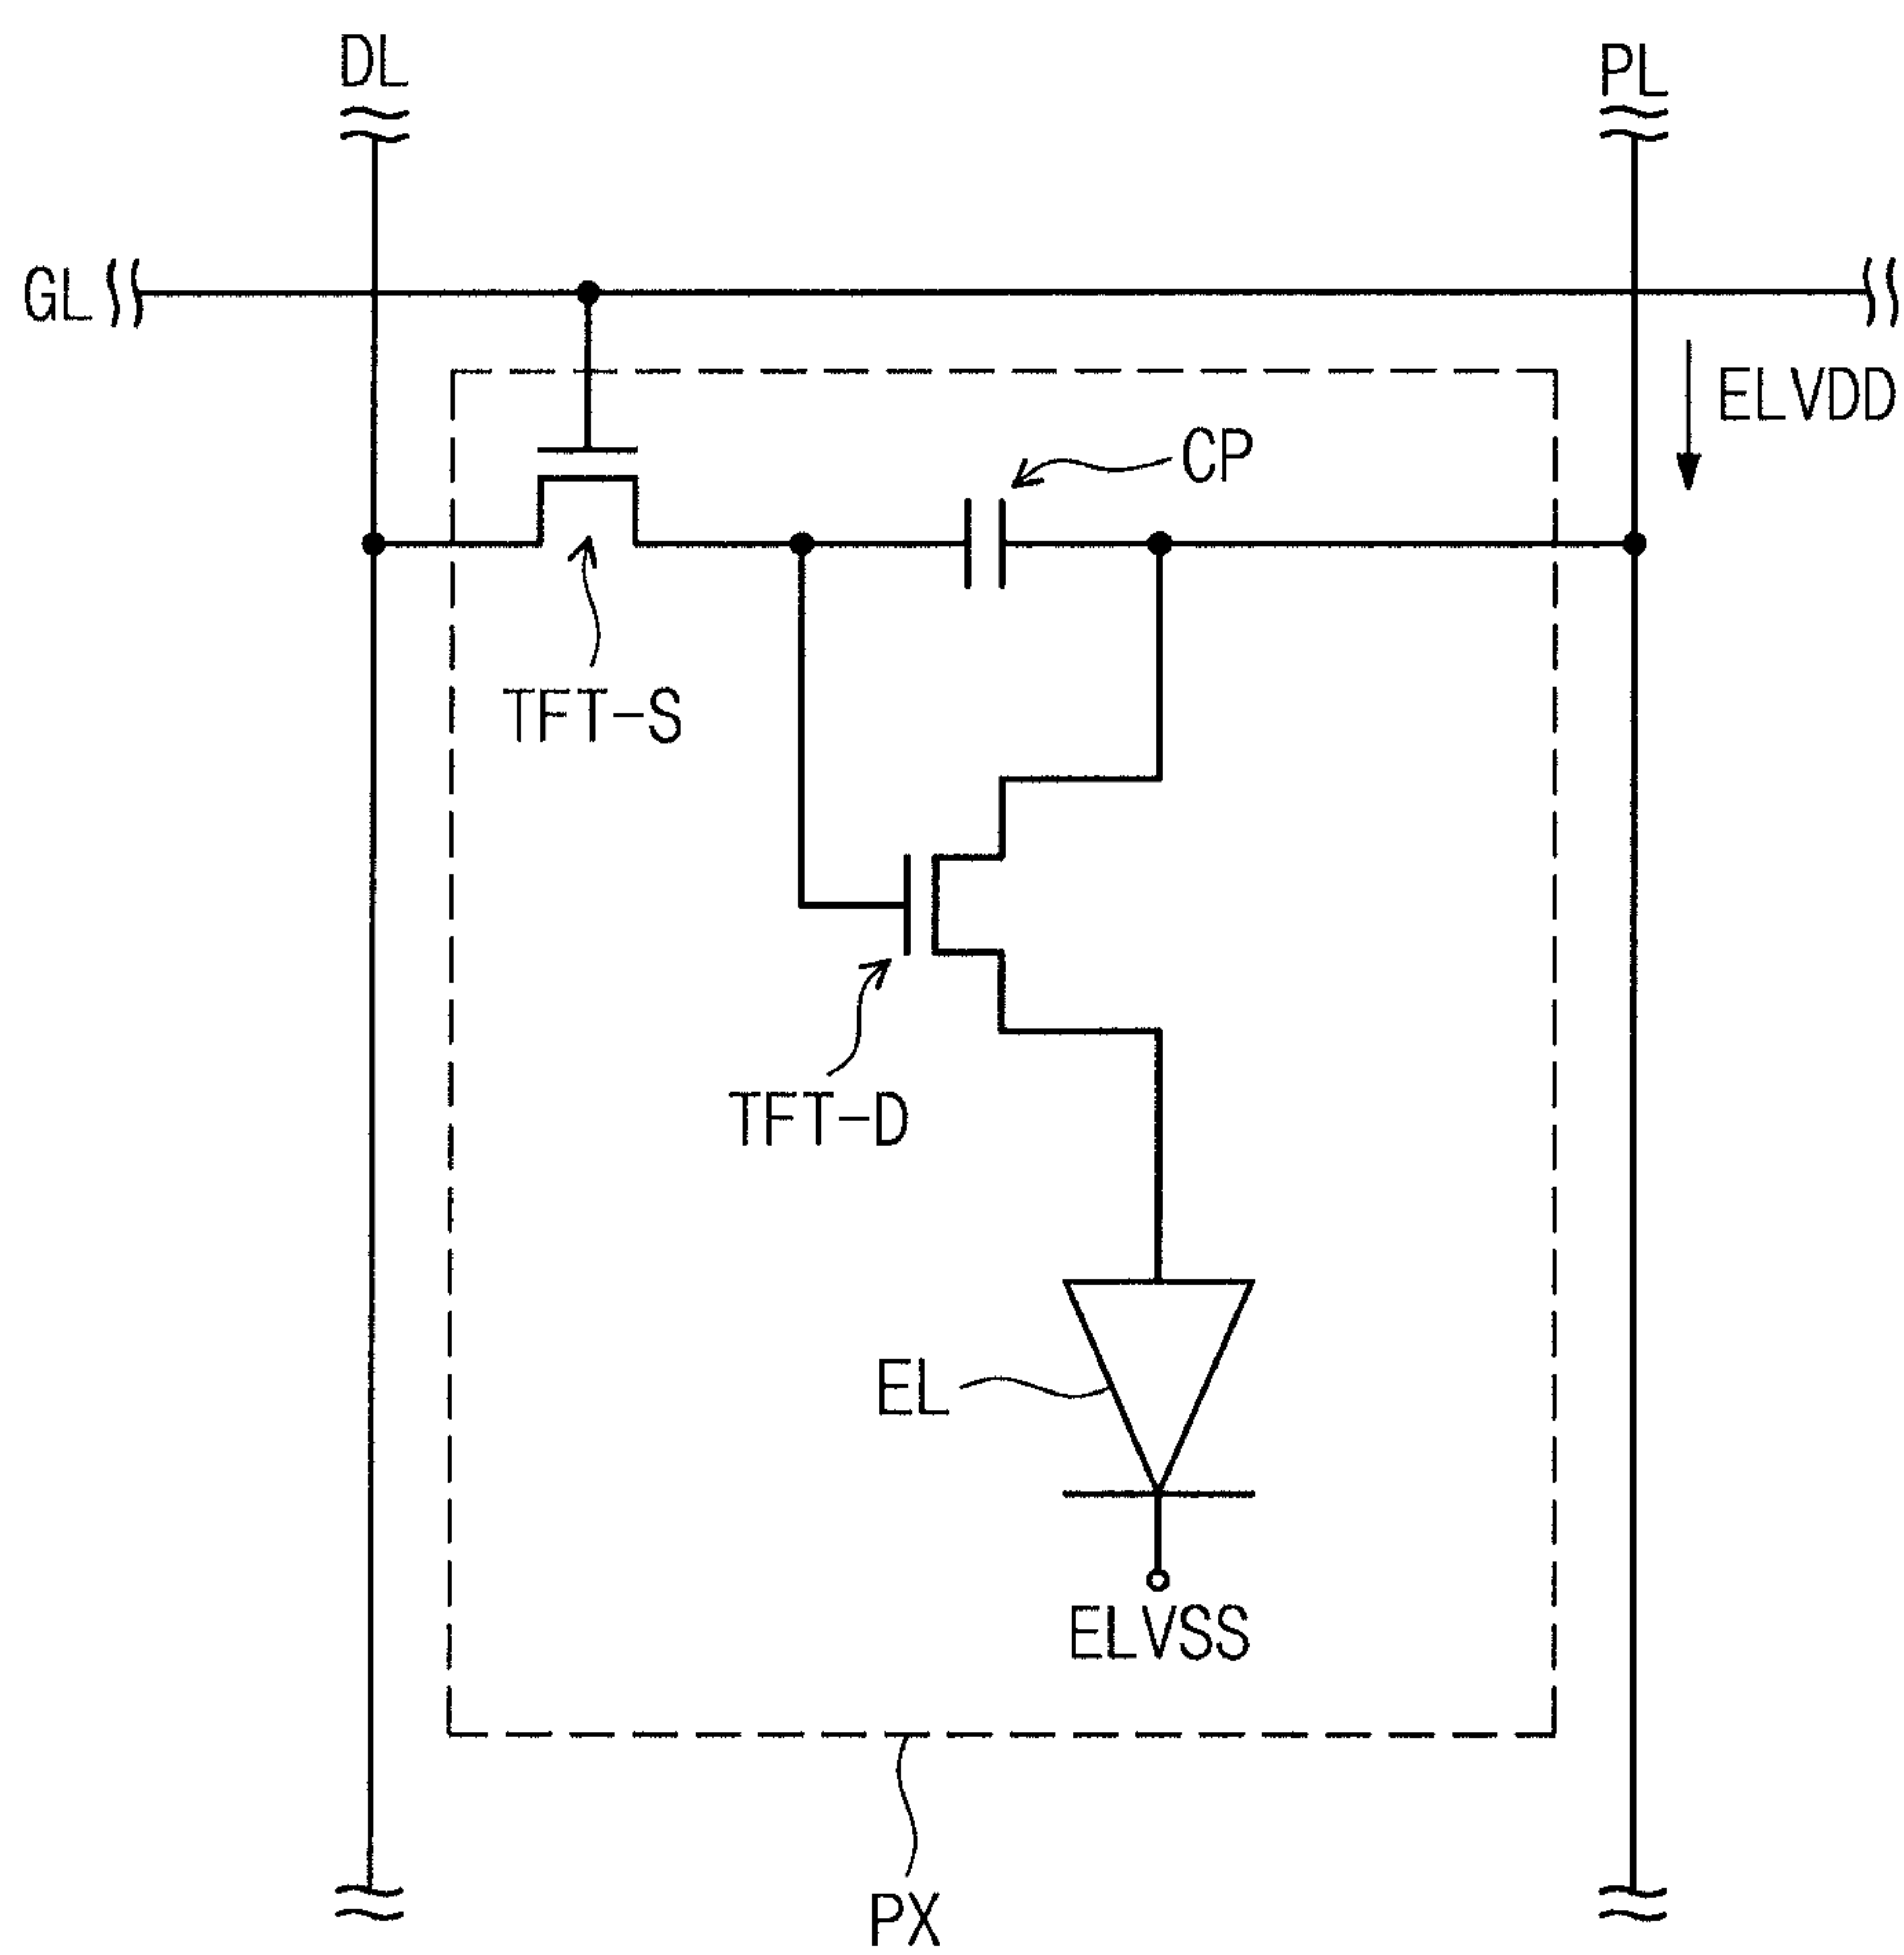 DL
PL
GL
ELVDD
CP
TFT-S
TFT-D
EL
ELVSS
PX